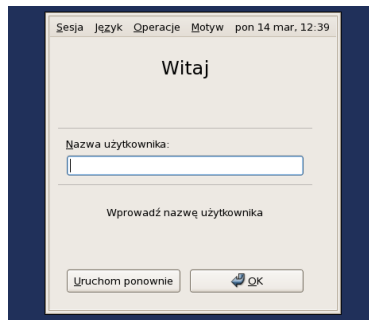 Sesja Język Operacje Motyw pon 14 mar, 12:39
Witaj
Nazwa użytkownika:
Wprowadź nazwę użytkownika
Uruchom ponownie OK